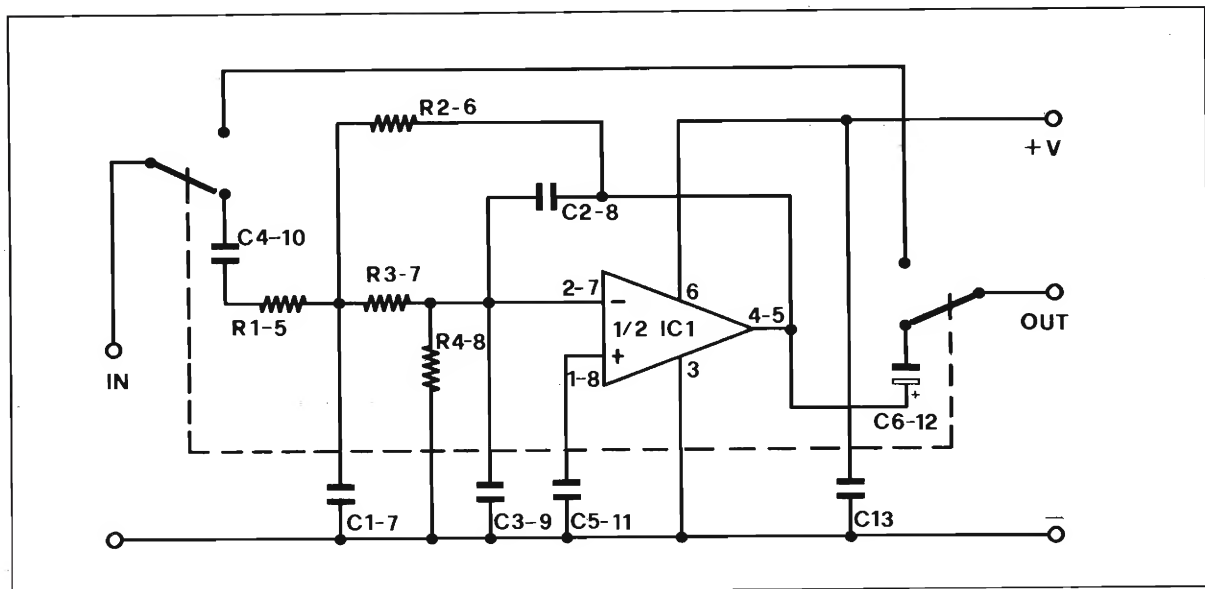 R2-6
+V
C2-8
C4-10
R3-7
2-7
−
6
4-5
R1-5
1/2 IC1
OUT
R4-8
+
3
IN
1-8
+
C6-12
C1-7
C3-9
C5-11
C13
−